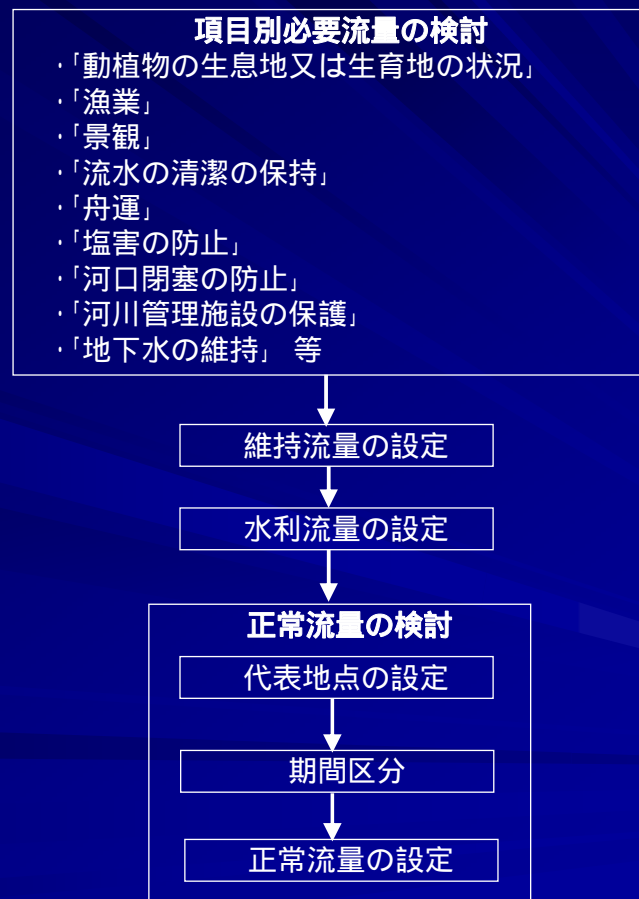 項目別必要流量の検討
・「動植物の生息地又は生育地の状況」
・「漁業」
・「景観」
・「流水の清潔の保持」
・「舟運」
・「塩害の防止」
・「河口閉塞の防止」
・「河川管理施設の保護」
・「地下水の維持」 等
維持流量の設定
水利流量の設定
正常流量の検討
代表地点の設定
期間区分
正常流量の設定